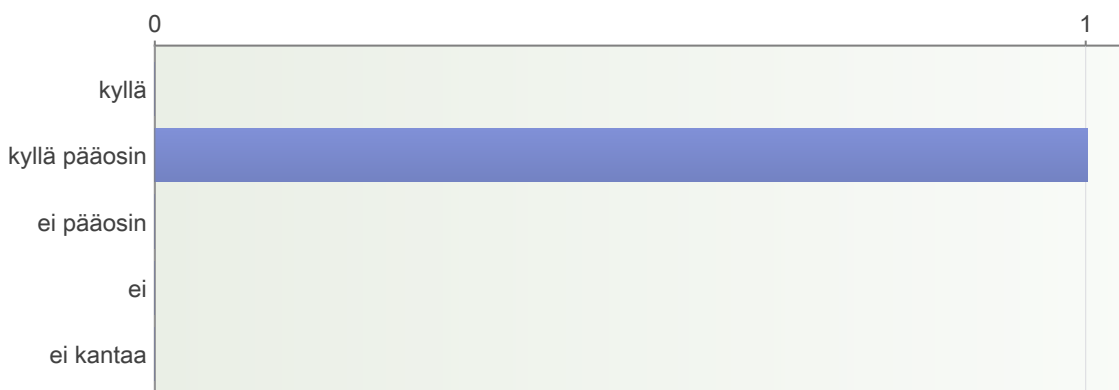 0 1
kyllä
kyllä pääosin
ei pääosin
ei
ei kantaa